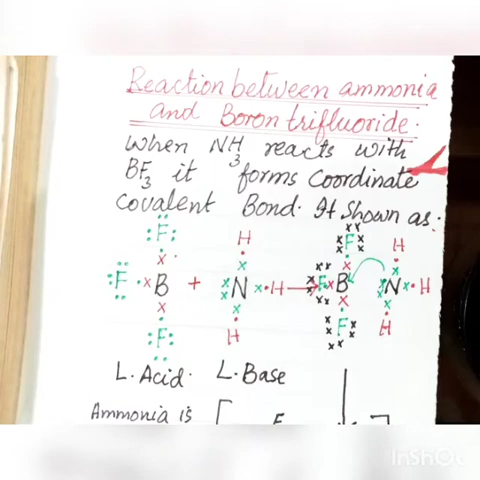 Reaction between ammonia
and Boron trifluoride.
when NH3 reacts with
BF3 it forms Coordinate
covalent Bond. It shown as:
F H F H
F B + N H F B N H
F H F H
L. Acid. L. Base
Ammonia is F
InShOt